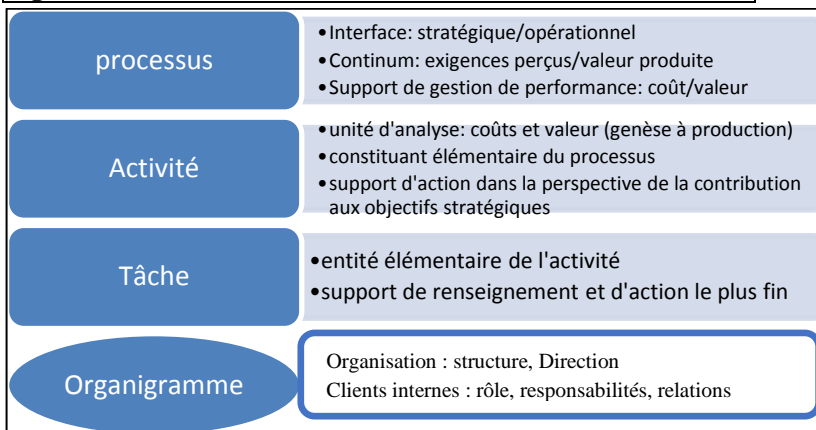 processus
•Interface: stratégique/opérationnel
•Continum: exigences perçus/valeur produite
•Support de gestion de performance: coût/valeur
Activité
•unité d'analyse: coûts et valeur (genèse à production)
•constituant élémentaire du processus
•support d'action dans la perspective de la contribution
aux objectifs stratégiques
Tâche
•entité élémentaire de l'activité
•support de renseignement et d'action le plus fin
Organigramme
Organisation : structure, Direction
Clients internes : rôle, responsabilités, relations